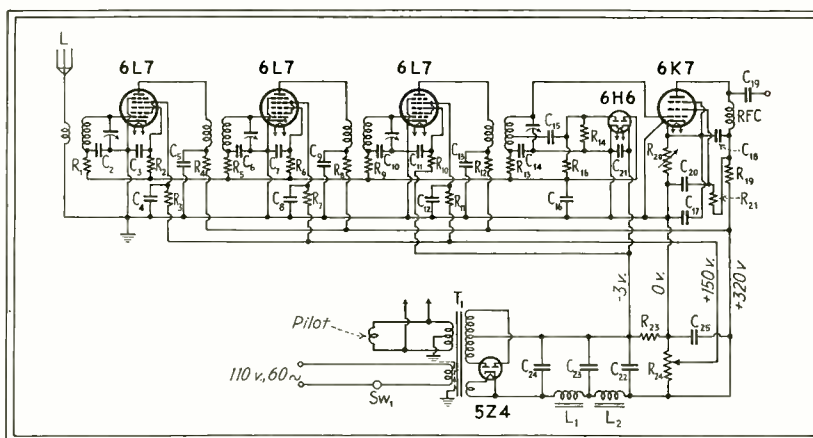 L
6L7
6L7
6L7
6H6
6K7
C19
RFC
R1
C2
C3
R2
C4
R3
C5
R4
R5
C6
C7
R6
C8
R7
C9
R8
R9
C10
C11
R10
C12
R11
C13
R12
R13
C14
C15
R14
R16
C16
C21
R20
C18
R19
C20
R21
C17
-3 v.
0 v.
+150 v.
+320 v
Pilot
T1
110 v., 60~
Sw1
5Z4
C24
C23
C22
L1
L2
R23
C25
R24